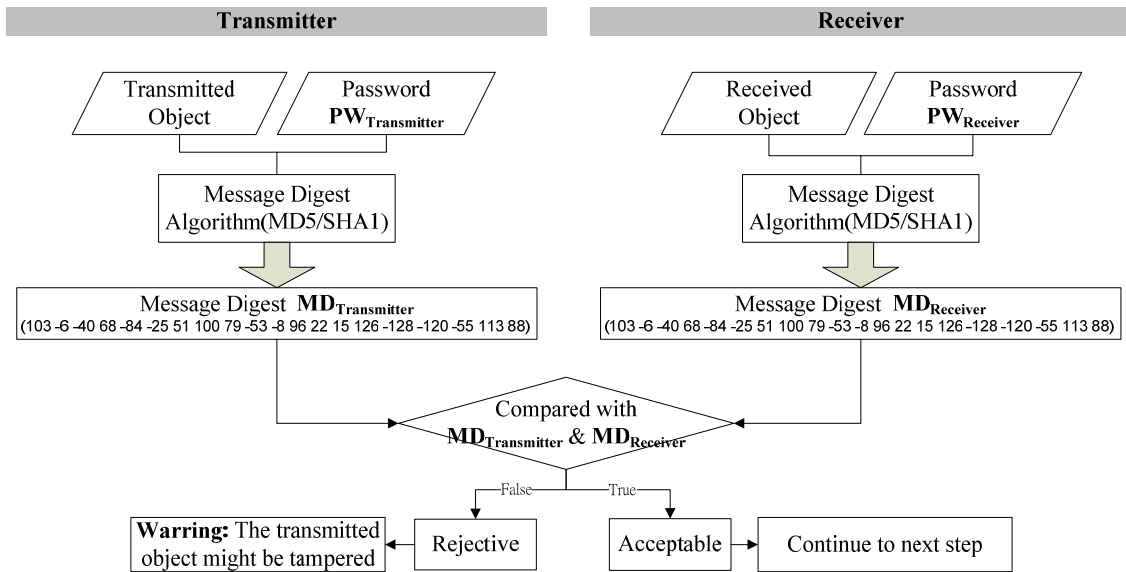 Transmitter
Receiver
Transmitted
Object
Password
PWTransmitter
Received
Object
Password
PWReceiver
Message Digest
Algorithm(MD5/SHA1)
Message Digest
Algorithm(MD5/SHA1)
Message Digest MDTransmitter
(103 -6 -40 68 -84 -25 51 100 79 -53 -8 96 22 15 126 -128 -120 -55 113 88)
Message Digest MDReceiver
(103 -6 -40 68 -84 -25 51 100 79 -53 -8 96 22 15 126 -128 -120 -55 113 88)
Compared with
MDTransmitter & MDReceiver
False
True
Warring: The transmitted
object might be tampered
Rejective
Acceptable
Continue to next step